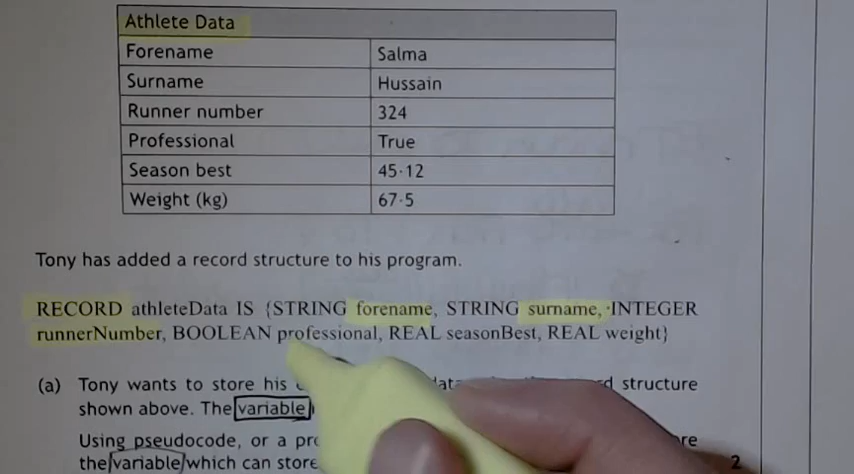 Athlete Data
Forename Salma
Surname Hussain
Runner number 324
Professional True
Season best 45·12
Weight (kg) 67·5
Tony has added a record structure to his program.
RECORD athleteData IS {STRING forename, STRING surname, INTEGER
runnerNumber, BOOLEAN professional, REAL seasonBest, REAL weight}
(a) Tony wants to store his structure
shown above. The variable
Using pseudocode, or a
the variable which can store
2